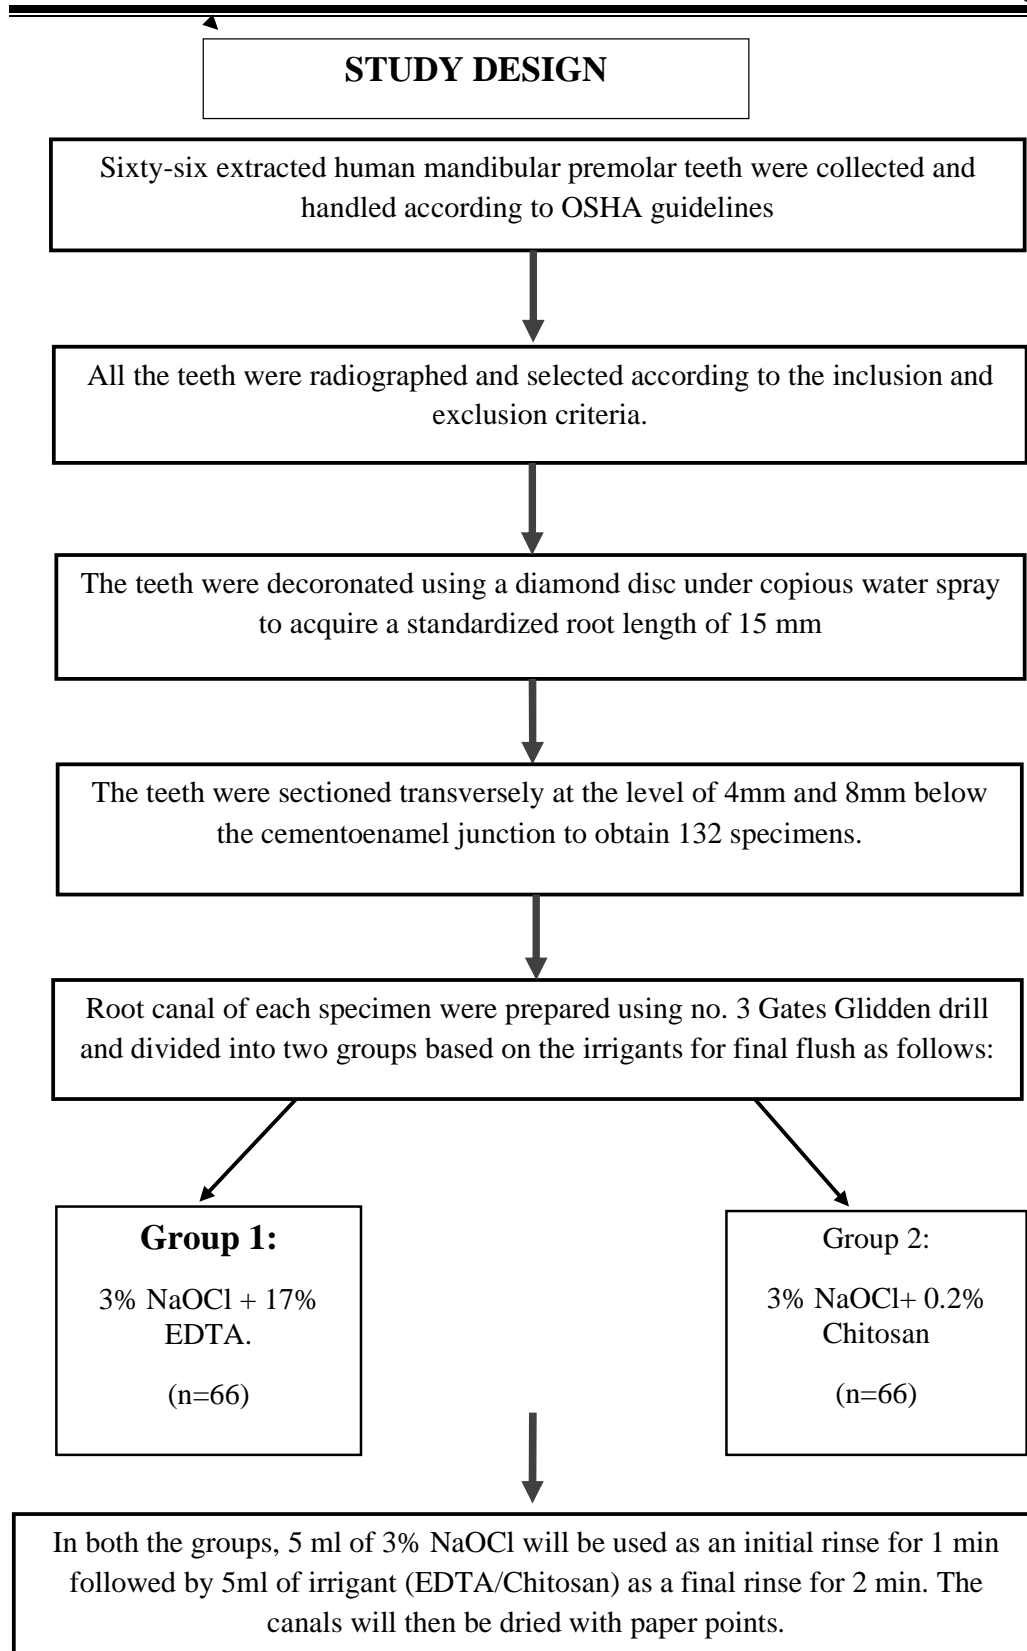 STUDY DESIGN
Sixty-six extracted human mandibular premolar teeth were collected and
handled according to OSHA guidelines
All the teeth were radiographed and selected according to the inclusion and
exclusion criteria.
The teeth were decoronated using a diamond disc under copious water spray
to acquire a standardized root length of 15 mm
The teeth were sectioned transversely at the level of 4mm and 8mm below
the cementoenamel junction to obtain 132 specimens.
Root canal of each specimen were prepared using no. 3 Gates Glidden drill
and divided into two groups based on the irrigants for final flush as follows:
Group 1:
3% NaOCl + 17%
EDTA.
(n=66)
Group 2:
3% NaOCl+ 0.2%
Chitosan
(n=66)
In both the groups, 5 ml of 3% NaOCl will be used as an initial rinse for 1 min
followed by 5ml of irrigant (EDTA/Chitosan) as a final rinse for 2 min. The
canals will then be dried with paper points.